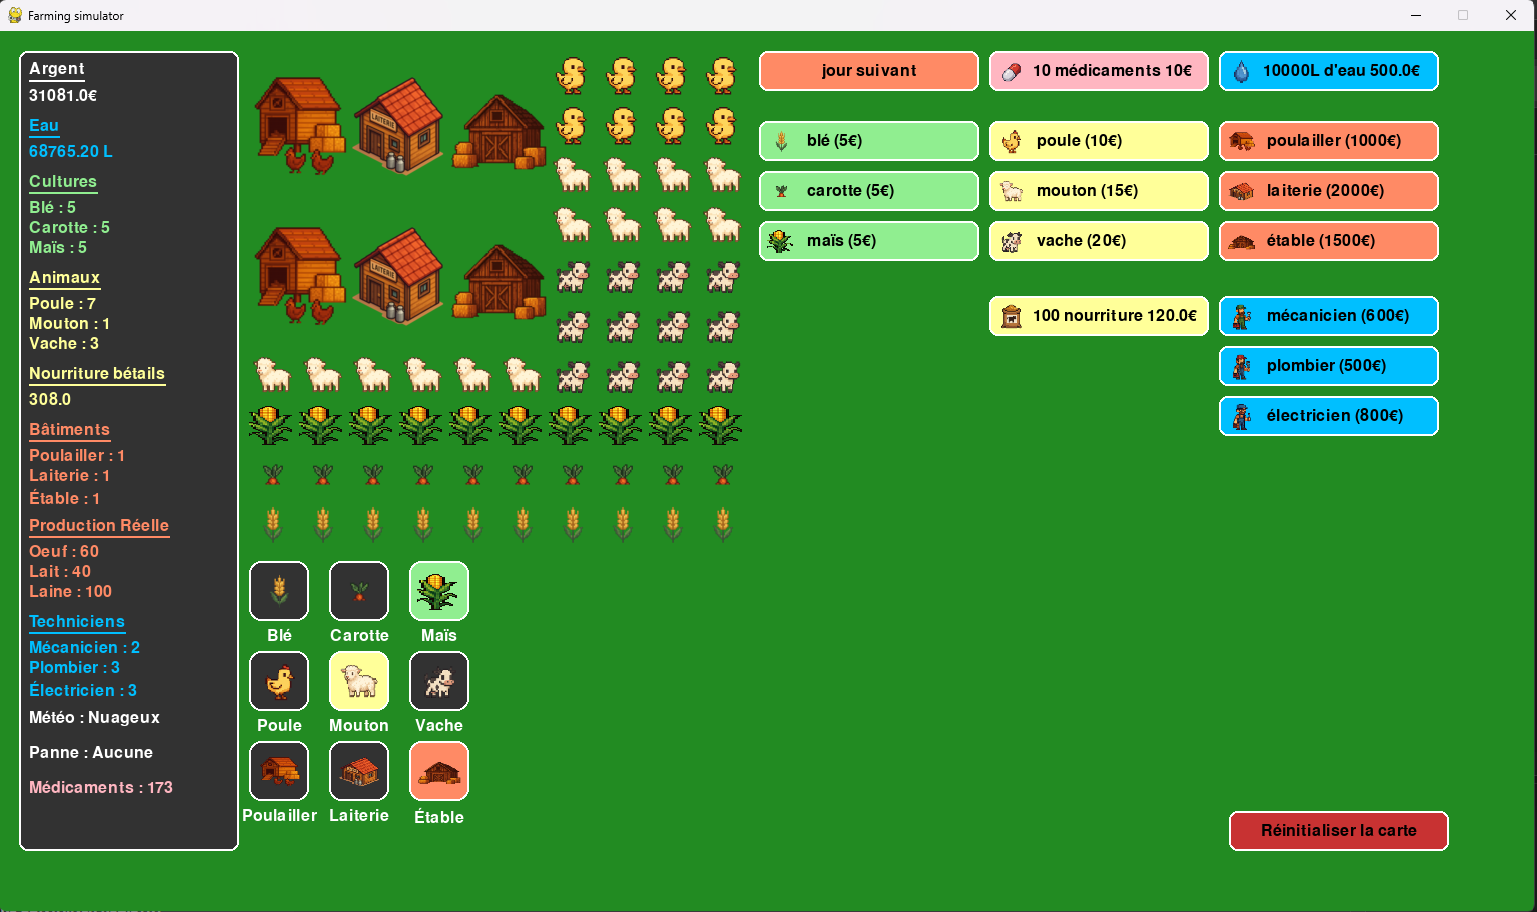 Farming simulator
Argent
31081.0€
Eau
68765.20 L
Cultures
Blé : 5
Carotte : 5
Maïs : 5
Animaux
Poule : 7
Mouton : 1
Vache : 3
Nourriture bétails
308.0
Bâtiments
Poulailler : 1
Laiterie : 1
Étable : 1
Production Réelle
Oeuf : 60
Lait : 40
Laine : 100
Techniciens
Mécanicien : 2
Plombier : 3
Électricien : 3
Météo : Nuageux
Panne : Aucune
Médicaments : 173
LAITERIE
LAITERIE
Blé
Carotte
Maïs
Poule
Mouton
Vache
Poulailler
Laiterie
Étable
jour suivant
10 médicaments 10€
10000L d'eau 500.0€
blé (5€)
poule (10€)
poulailler (1000€)
carotte (5€)
mouton (15€)
laiterie (2000€)
maïs (5€)
vache (20€)
étable (1500€)
100 nourriture 120.0€
mécanicien (600€)
plombier (500€)
électricien (800€)
Réinitialiser la carte